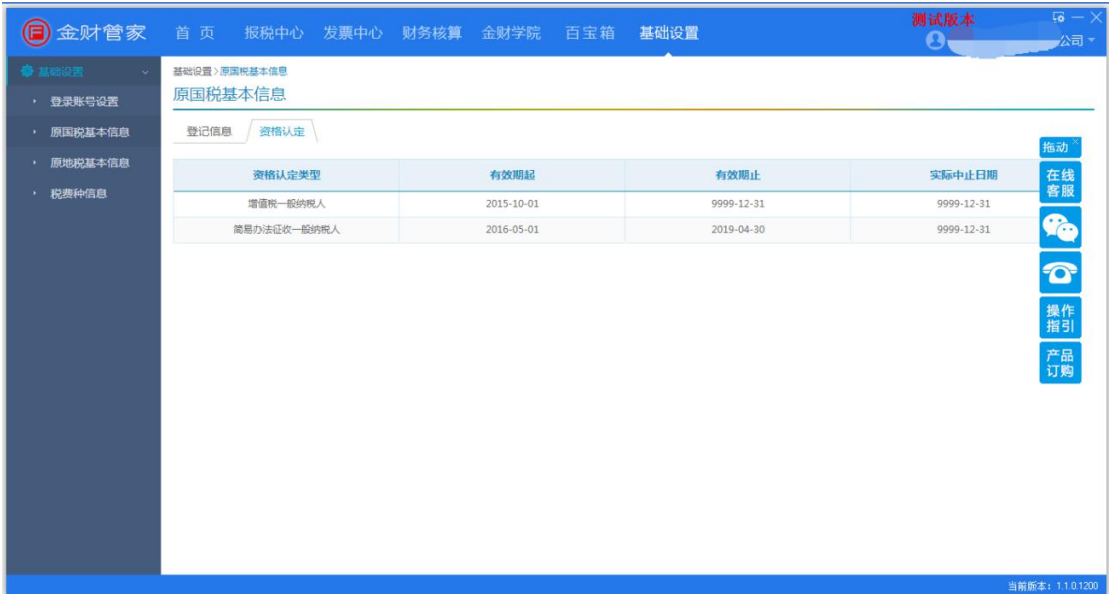 测试版本
金财管家 首 页 报税中心 发票中心 财务核算 金财学院 百宝箱 基础设置 公司
基础设置
登录账号设置
原国税基本信息
原地税基本信息
税费种信息
基础设置>原国税基本信息
原国税基本信息
登记信息 资格认定
资格认定类型 有效期起 有效期止 实际中止日期
增值税一般纳税人 2015-10-01 9999-12-31 9999-12-31
简易办法征收一般纳税人 2016-05-01 2019-04-30 9999-12-31
拖动
在线
客服
操作
指引
产品
订购
当前版本：1.1.0.1200